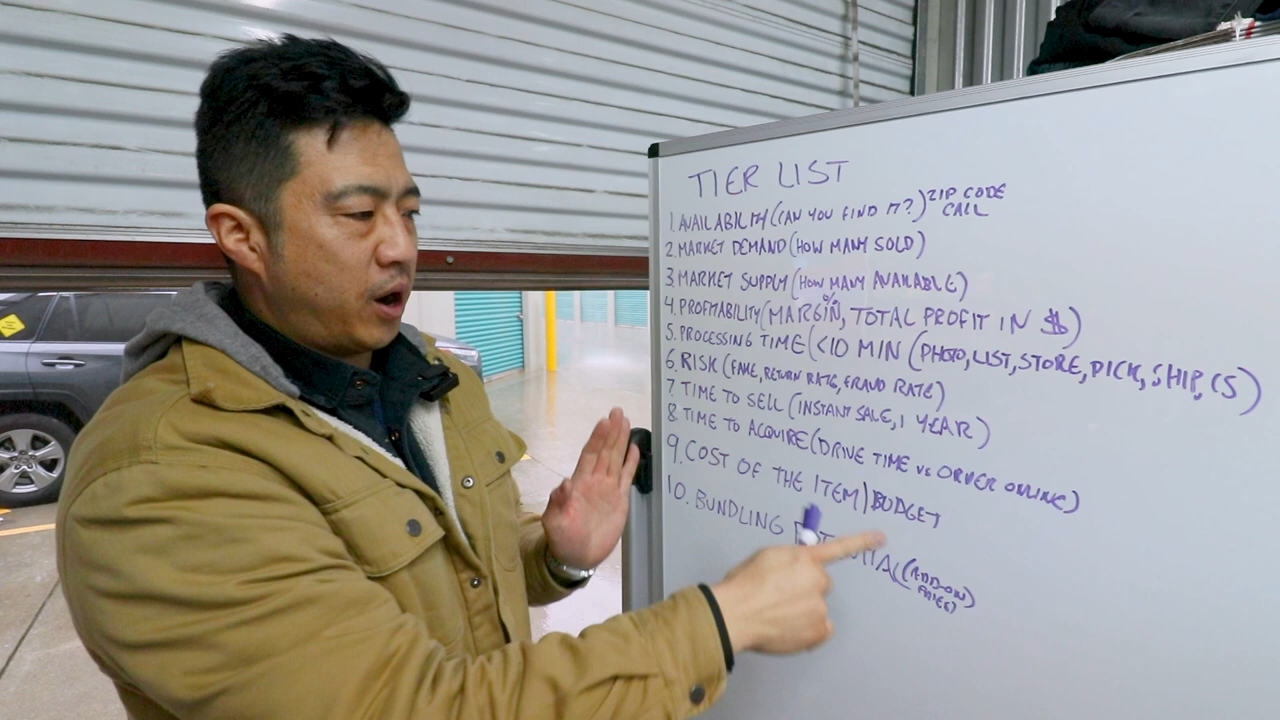 TIER LIST
1. AVAILABILITY (CAN YOU FIND IT?) ZIP CODE
CALL
2. MARKET DEMAND (HOW MANY SOLD)
3. MARKET SUPPLY (HOW MANY AVAILABLE)
4. PROFITABILITY (MARGIN%, TOTAL PROFIT IN $)
5. PROCESSING TIME (<10 MIN (PHOTO, LIST, STORE, PICK, SHIP, CS)
6. RISK (FAKE, RETURN RATE, FRAUD RATE)
7. TIME TO SELL (INSTANT SALE, 1 YEAR)
8. TIME TO ACQUIRE (DRIVE TIME vs ORDER ONLINE)
9. COST OF THE ITEM) BUDGET
10. BUNDLING (ADD-ON